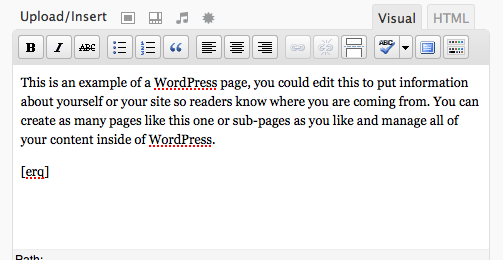 Upload/Insert Visual HTML
B I ABC “ ABC
This is an example of a WordPress page, you could edit this to put information
about yourself or your site so readers know where you are coming from. You can
create as many pages like this one or sub-pages as you like and manage all of
your content inside of WordPress.
[erq]
Path: